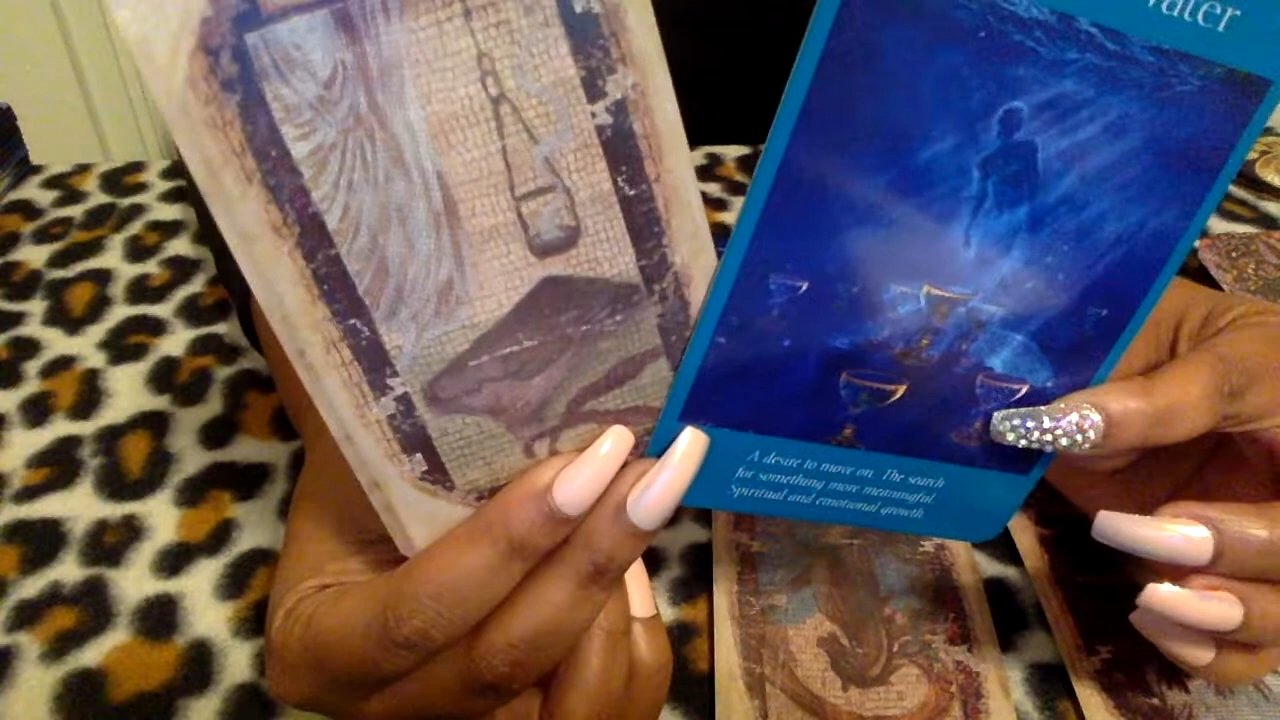 Water
A desire to move on. The search
for something more meaningful.
Spiritual and emotional growth.